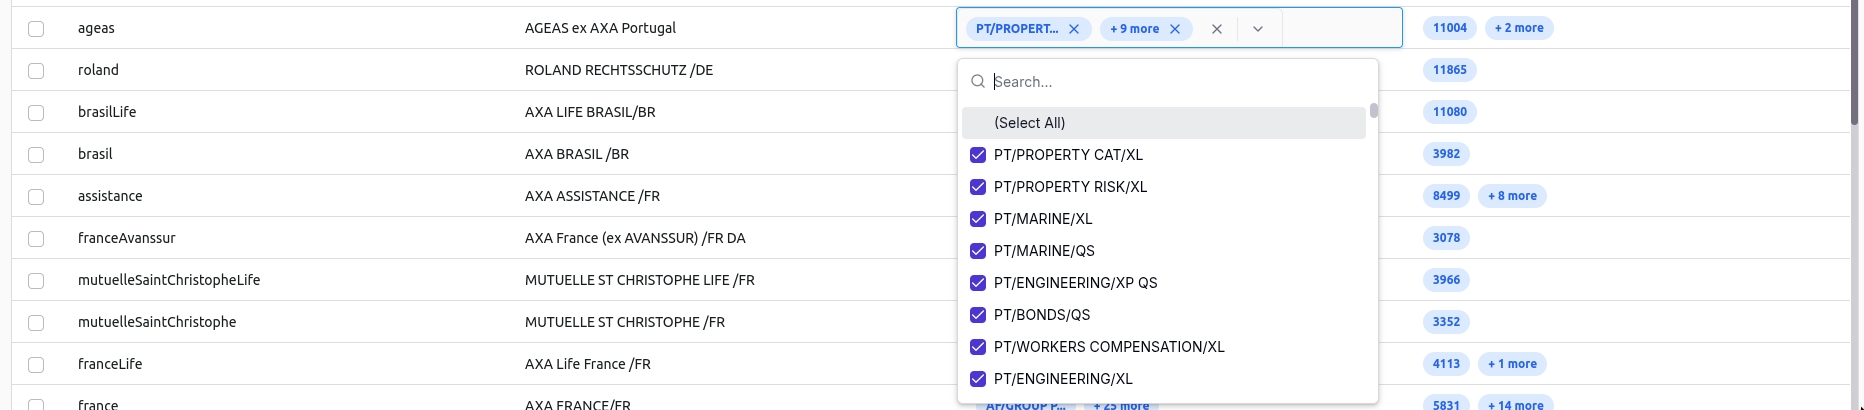 ageas AGEAS ex AXA Portugal PT/PROPERT... + 9 more 11004 + 2 more
roland ROLAND RECHTSSCHUTZ /DE 11865
Search...
brasilLife AXA LIFE BRASIL/BR 11080
(Select All)
brasil AXA BRASIL /BR PT/PROPERTY CAT/XL 3982
assistance AXA ASSISTANCE /FR PT/PROPERTY RISK/XL 8499 + 8 more
PT/MARINE/XL
franceAvanssur AXA France (ex AVANSSUR) /FR DA 3078
PT/MARINE/QS
mutuelleSaintChristopheLife MUTUELLE ST CHRISTOPHE LIFE /FR PT/ENGINEERING/XP QS 3966
mutuelleSaintChristophe MUTUELLE ST CHRISTOPHE /FR PT/BONDS/QS 3352
PT/WORKERS COMPENSATION/XL
franceLife AXA Life France /FR 4113 + 1 more
PT/ENGINEERING/XL
france AXA FRANCE/FR AF/GROUP P... + 25 more 5831 + 14 more